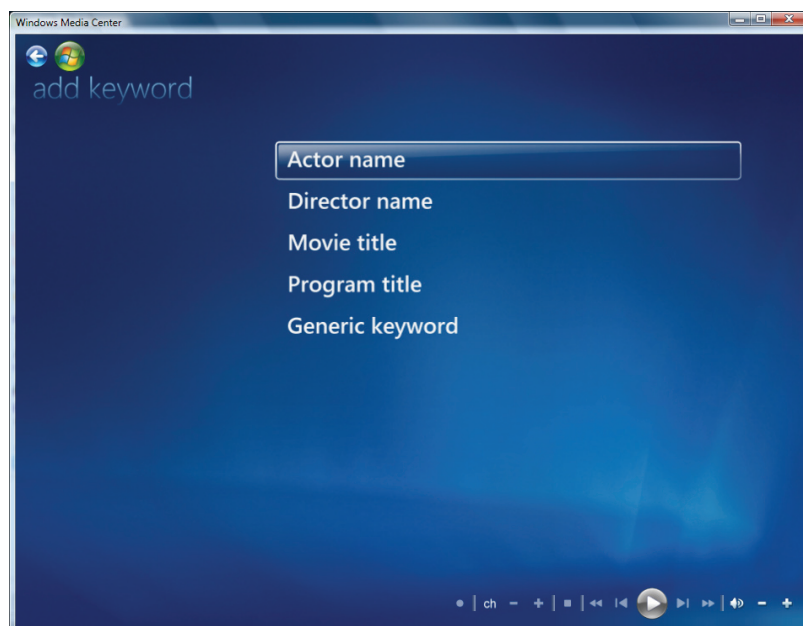 Windows Media Center
add keyword
Actor name
Director name
Movie title
Program title
Generic keyword
ch